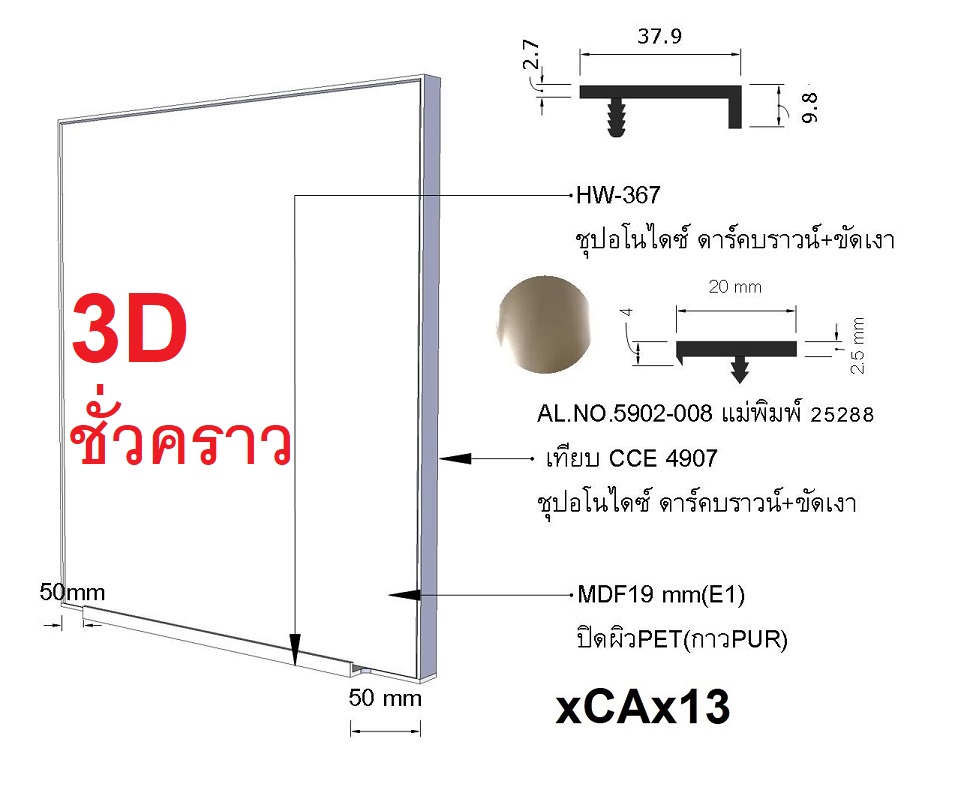 37.9
2.7
9.8
HW-367
ชุปอโนไดซ์ ดาร์คบราวน์+ขัดเงา
20 mm
4
2.5 mm
3D
ชั่วคราว
AL.NO.5902-008 แม่พิมพ์ 25288
เทียบ CCE 4907
ชุปอโนไดซ์ ดาร์คบราวน์+ขัดเงา
50mm
MDF19 mm(E1)
ปิดผิวPET(กาวPUR)
50 mm
xCAx13